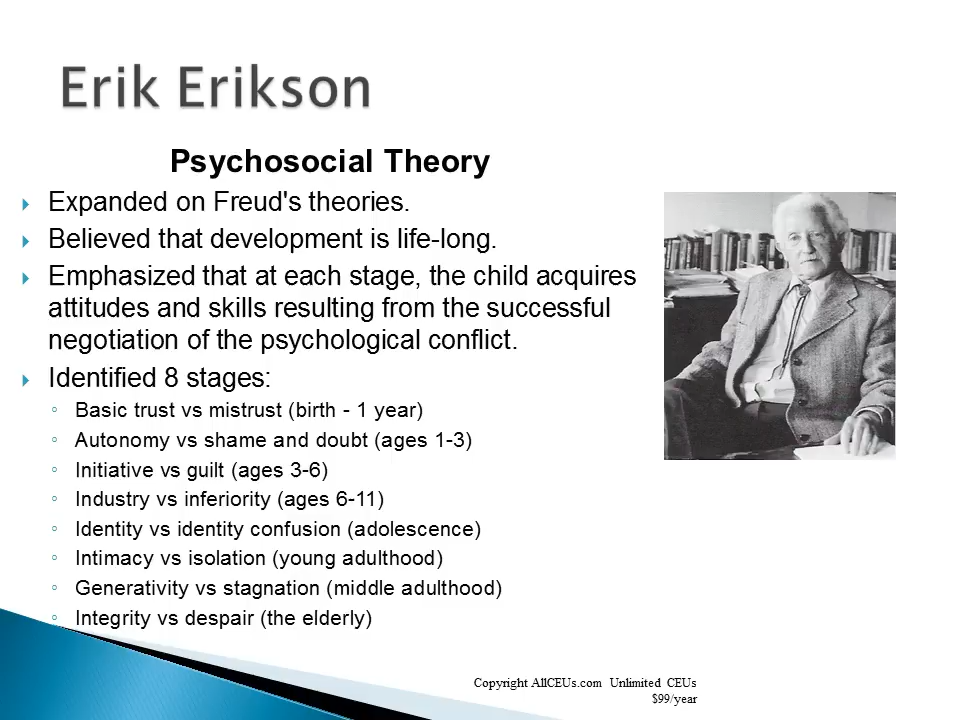 Erik Erikson
Psychosocial Theory
Expanded on Freud's theories.
Believed that development is life-long.
Emphasized that at each stage, the child acquires
attitudes and skills resulting from the successful
negotiation of the psychological conflict.
Identified 8 stages:
Basic trust vs mistrust (birth - 1 year)
Autonomy vs shame and doubt (ages 1-3)
Initiative vs guilt (ages 3-6)
Industry vs inferiority (ages 6-11)
Identity vs identity confusion (adolescence)
Intimacy vs isolation (young adulthood)
Generativity vs stagnation (middle adulthood)
Integrity vs despair (the elderly)
Copyright AllCEUs.com Unlimited CEUs
$99/year